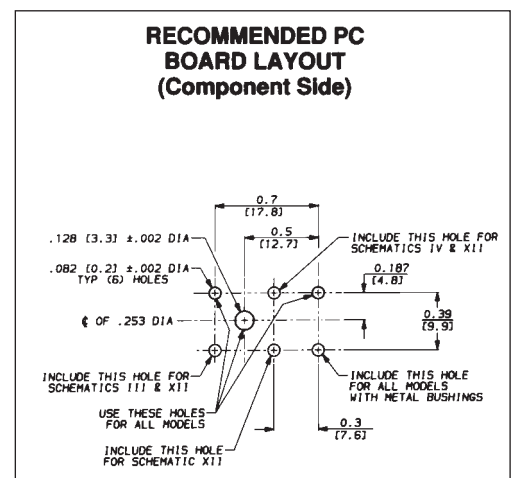 RECOMMENDED PC
BOARD LAYOUT
(Component Side)
0.7
[17.8]
0.5
[12.7]
.128 [3.3] ±.002 DIA
.082 [0.2] ±.002 DIA
TYP (6) HOLES
℄ OF .253 DIA
INCLUDE THIS HOLE FOR
SCHEMATICS IV & XII
0.187
[4.8]
0.39
[9.9]
INCLUDE THIS HOLE FOR
SCHEMATICS III & XII
USE THESE HOLES
FOR ALL MODELS
INCLUDE THIS HOLE
FOR SCHEMATIC XII
INCLUDE THIS HOLE
FOR ALL MODELS
WITH METAL BUSHINGS
0.3
[7.6]